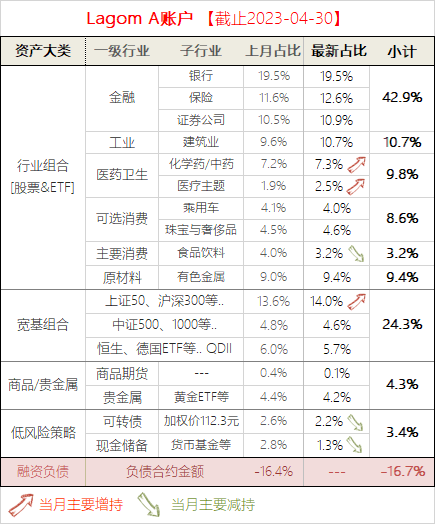 Lagom A账户 【截止2023-04-30】
资产大类 一级行业 子行业 上月占比 最新占比 小计
行业组合 [股票&ETF]
金融 银行 19.5% 19.5% 42.9%
保险 11.6% 12.6%
证券公司 10.5% 10.9%
工业 建筑业 9.6% 10.7% 10.7%
医药卫生 化学药/中药 7.2% 7.3% 9.8%
医疗主题 1.9% 2.5%
可选消费 乘用车 4.1% 4.0% 8.6%
珠宝与奢侈品 4.5% 4.6%
主要消费 食品饮料 4.0% 3.2% 3.2%
原材料 有色金属 9.0% 9.4% 9.4%
宽基组合 上证50、沪深300等.. 13.6% 14.0% 24.3%
中证500、1000等.. 4.8% 4.6%
恒生、德国ETF等.. QDII 6.0% 5.7%
商品/贵金属 商品期货 --- 0.4% 0.1% 4.3%
贵金属 黄金ETF等 4.4% 4.2%
低风险策略 可转债 加权价112.3元 2.6% 2.2% 3.4%
现金储备 货币基金等 2.8% 1.3%
融资负债 负债合约金额 -16.4% --- -16.7%
当月主要增持 当月主要减持